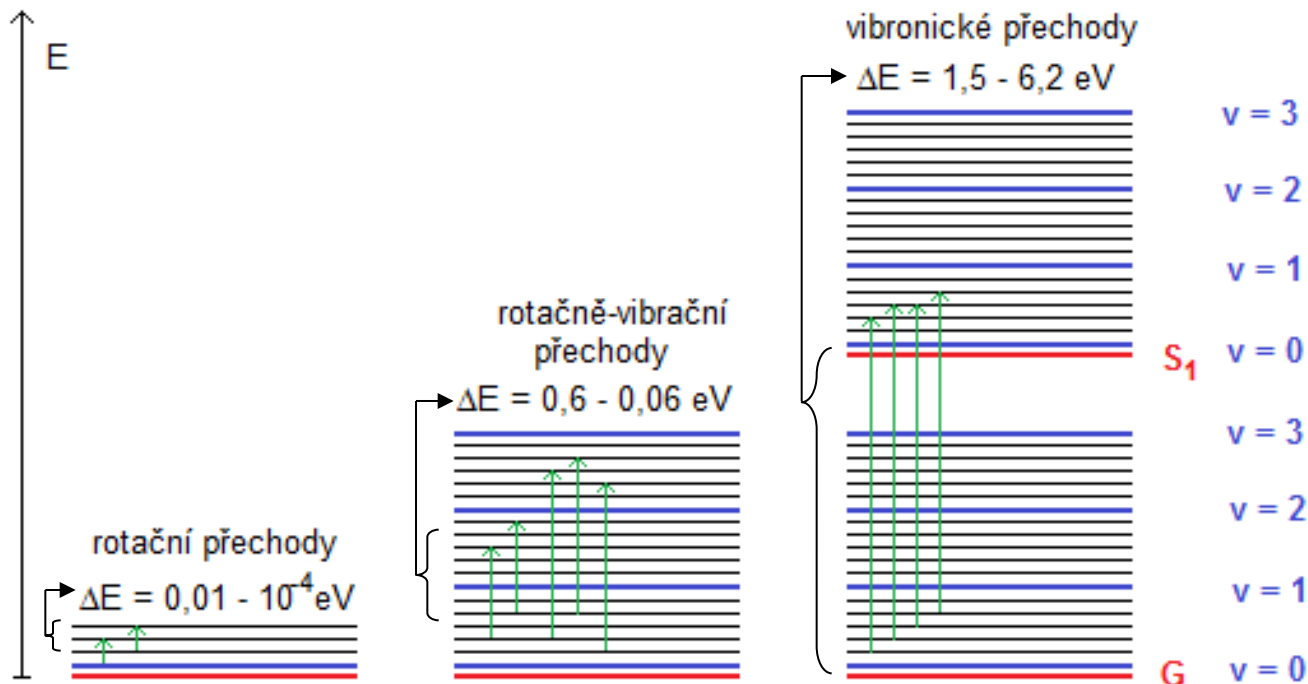 E
vibronické přechody
ΔE = 1,5 - 6,2 eV
v = 3
v = 2
v = 1
S₁
v = 0
rotačně-vibrační
přechody
ΔE = 0,6 - 0,06 eV
v = 3
v = 2
rotační přechody
ΔE = 0,01 - 10⁻⁴eV
v = 1
G
v = 0